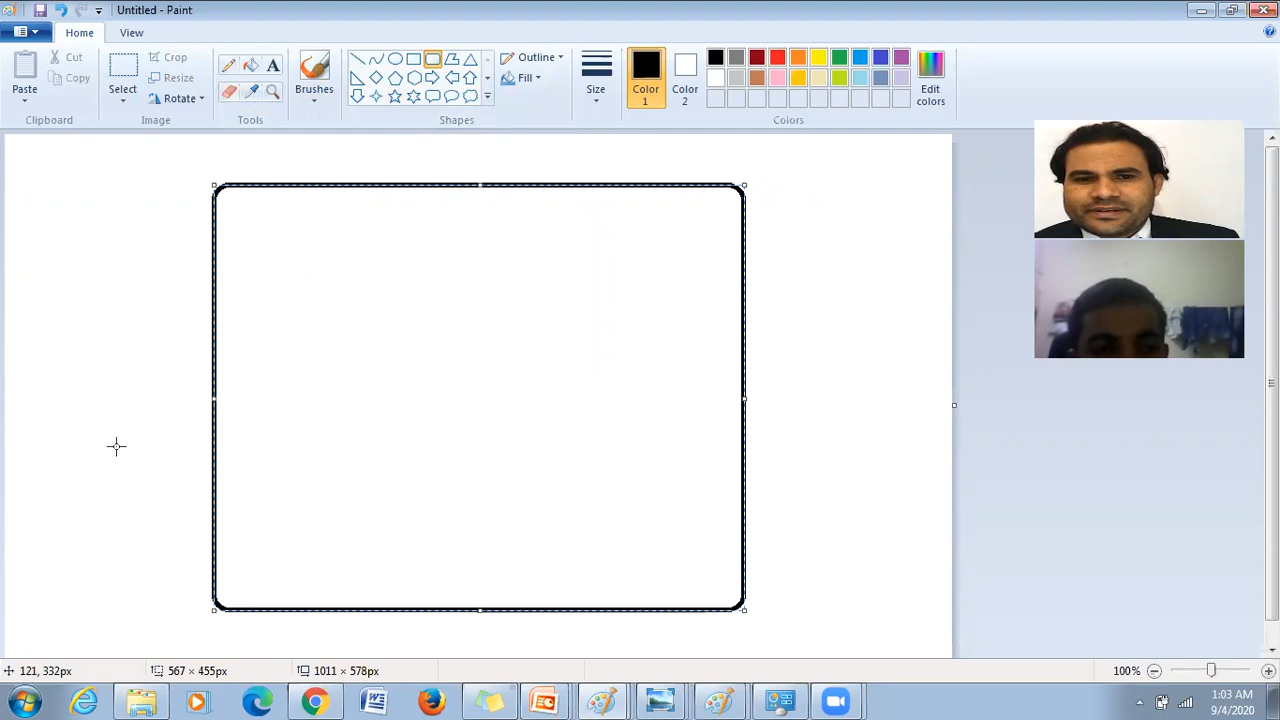 Untitled - Paint
Home
View
Paste
Cut
Copy
Clipboard
Select
Crop
Resize
Rotate
Image
Tools
Brushes
Shapes
Outline
Fill
Size
Color 1
Color 2
Colors
Edit colors
121, 332px
567 × 455px
1011 × 578px
100%
1:03 AM
9/4/2020